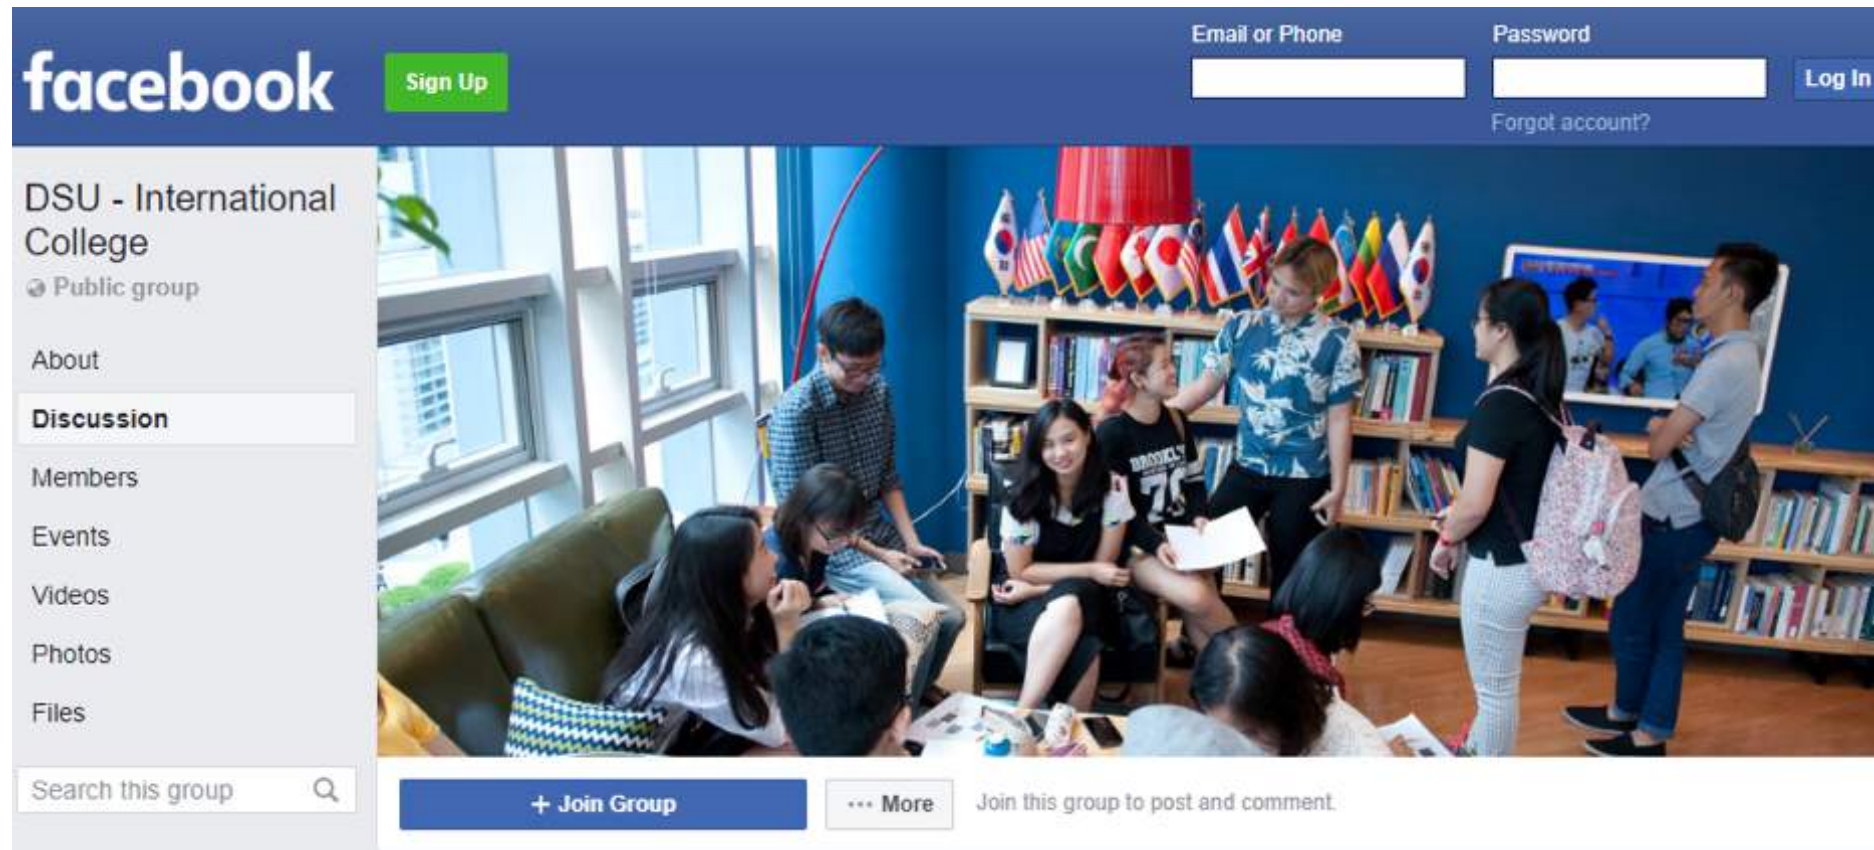 Email or Phone
Password
facebook
Sign Up
Log In
Forgot account?
DSU - International
College
Public group
About
Discussion
Members
Events
Videos
Photos
Files
Search this group
BROOKLY
+ Join Group
••• More
Join this group to post and comment.